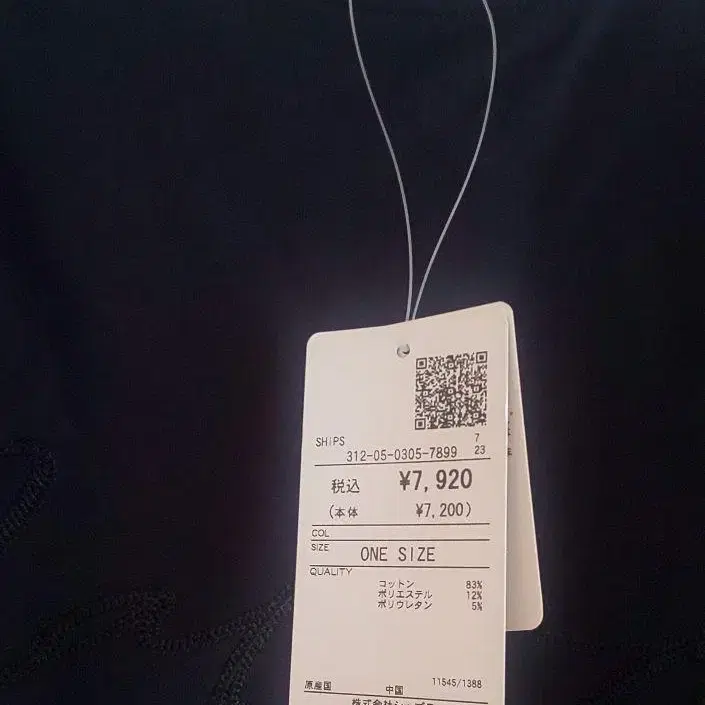 SHIPS 7
312-05-0305-7899 23
税込 ¥7,920
(本体 ¥7,200)
COL
SIZE ONE SIZE
QUALITY
コットン 83%
ポリエステル 12%
ポリウレタン 5%
11545/1388
原産国 中国